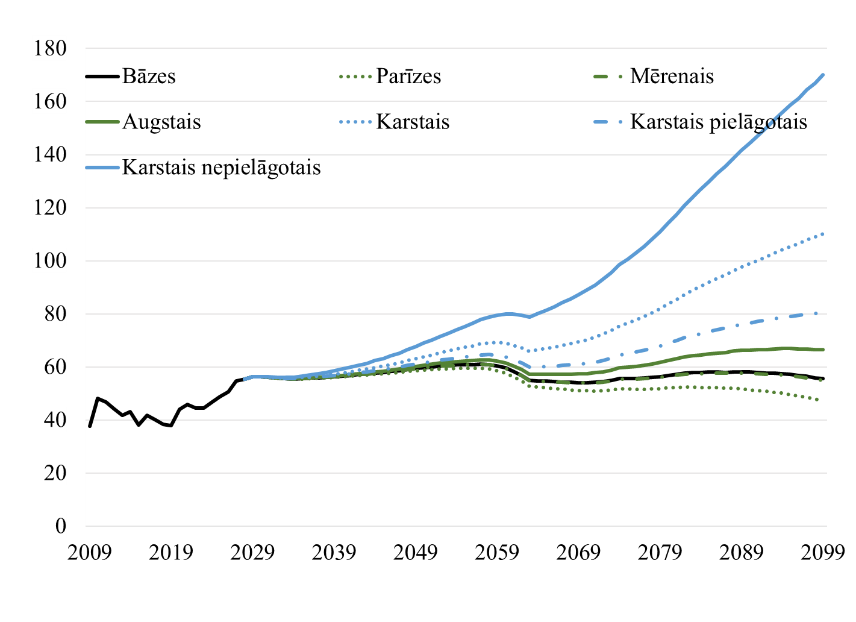 180
Bāzes Parīzes Mērenais
160
Augstais Karstais Karstais pielāgotais
140
Karstais nepielāgotais
120
100
80
60
40
20
0
2009 2019 2029 2039 2049 2059 2069 2079 2089 2099